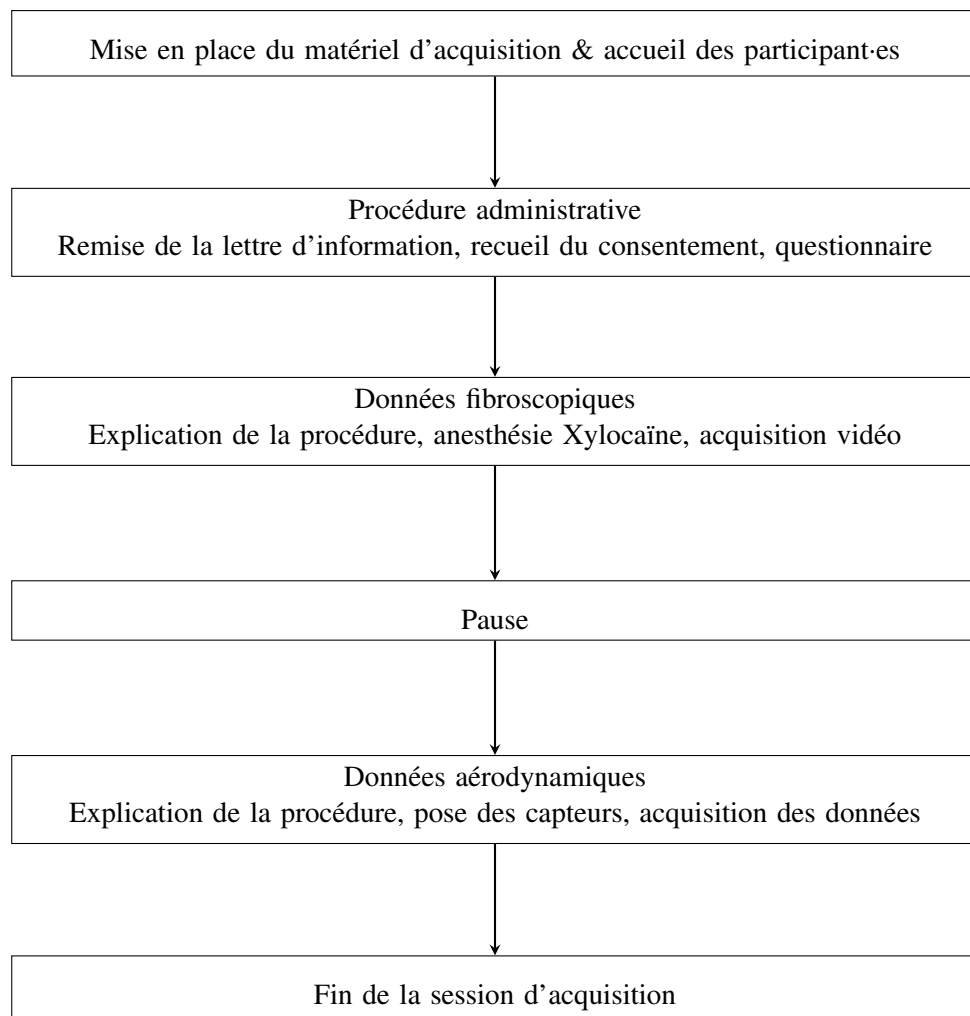 Mise en place du matériel d'acquisition & accueil des participant·es
Procédure administrative
Remise de la lettre d'information, recueil du consentement, questionnaire
Données fibroscopiques
Explication de la procédure, anesthésie Xylocaïne, acquisition vidéo
Pause
Données aérodynamiques
Explication de la procédure, pose des capteurs, acquisition des données
Fin de la session d'acquisition